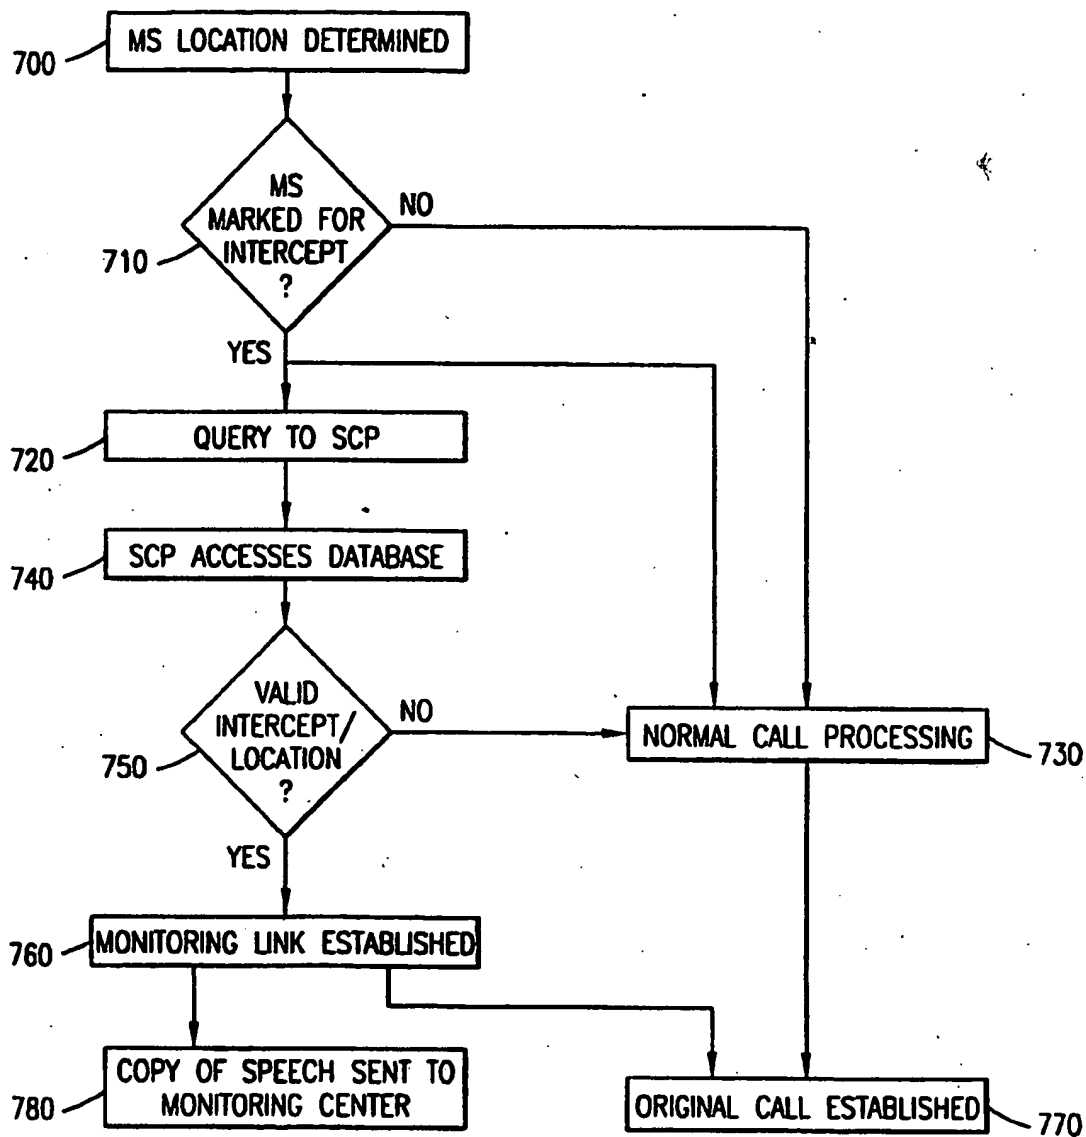 MS LOCATION DETERMINED
700
MS
MARKED FOR
INTERCEPT
?
NO
710
YES
QUERY TO SCP
720
SCP ACCESSES DATABASE
740
VALID
INTERCEPT/
LOCATION
?
NO
750
NORMAL CALL PROCESSING
730
YES
MONITORING LINK ESTABLISHED
760
COPY OF SPEECH SENT TO
MONITORING CENTER
780
ORIGINAL CALL ESTABLISHED
770